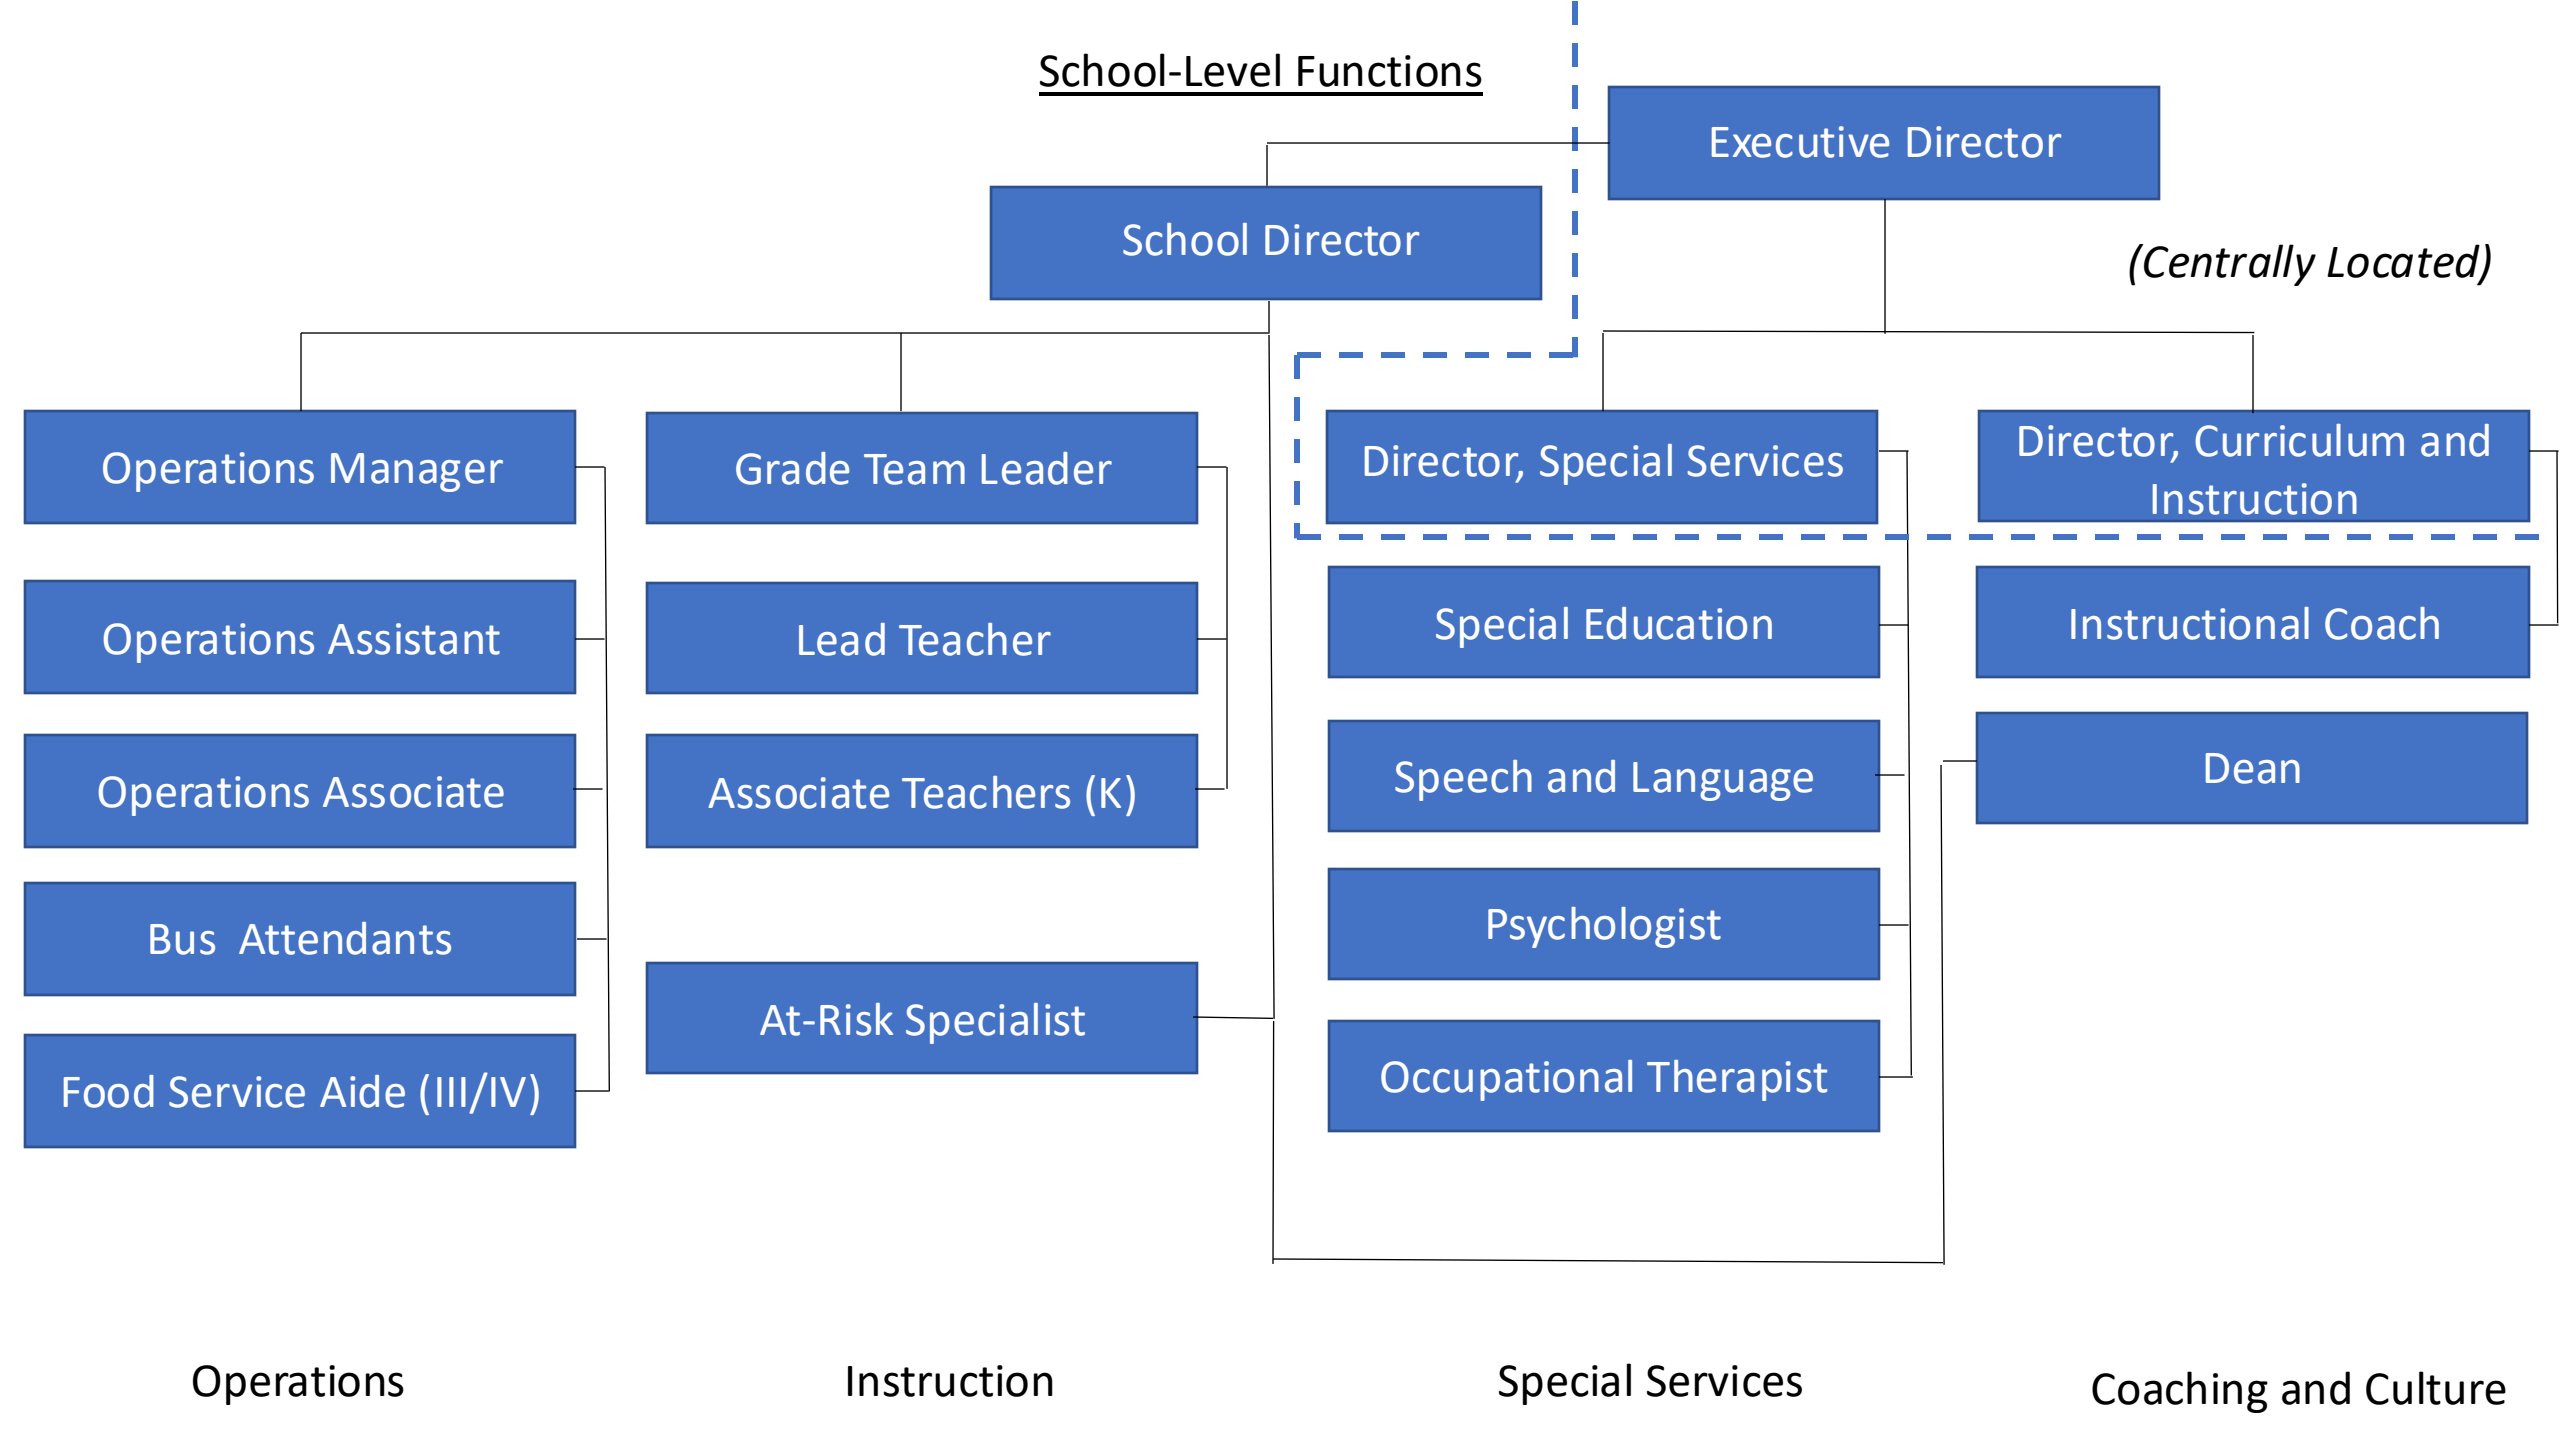 School-Level Functions
Executive Director
School Director
(Centrally Located)
Operations Manager
Grade Team Leader
Director, Special Services
Director, Curriculum and
Instruction
Operations Assistant
Lead Teacher
Special Education
Instructional Coach
Operations Associate
Associate Teachers (K)
Speech and Language
Dean
Bus  Attendants
At-Risk Specialist
Psychologist
Food Service Aide (III/IV)
Occupational Therapist
Operations
Instruction
Special Services
Coaching and Culture